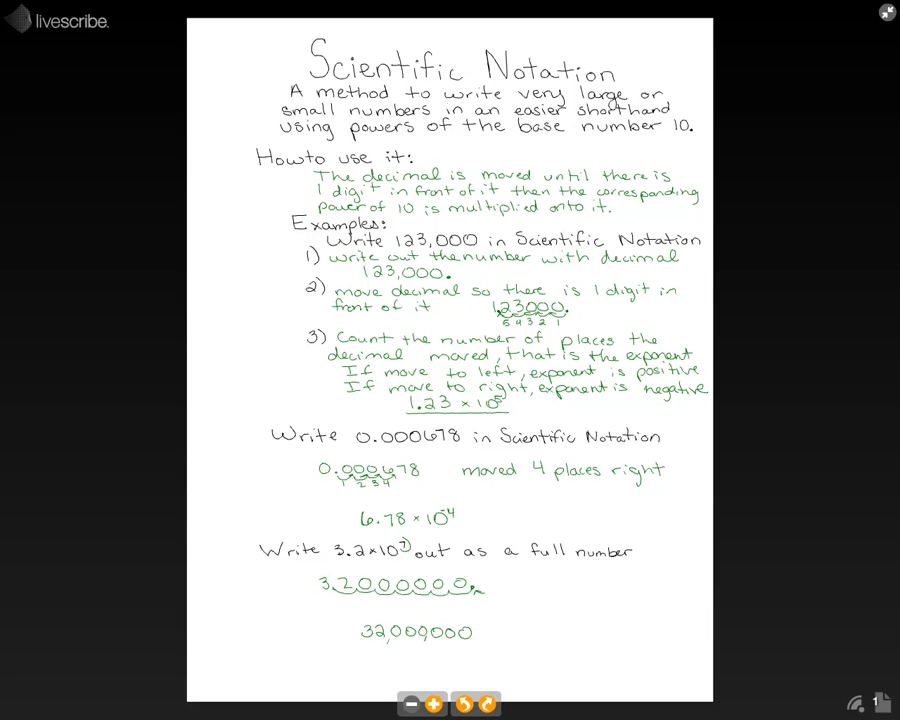 livescribe.
Scientific Notation
A method to write very large or
small numbers in an easier shorthand
using powers of the base number 10.
How to use it:
The decimal is moved until there is
1 digit in front of it then the corresponding
power of 10 is multiplied onto it.
Examples:
Write 123,000 in Scientific Notation
1) write out the number with decimal
123,000.
2) move decimal so there is 1 digit in
front of it 1.23000.
5 4 3 2 1
3) Count the number of places the
decimal moved, that is the exponent
If move to left, exponent is positive
If move to right, exponent is negative
1.23 × 10⁵
Write 0.000678 in Scientific Notation
0.000678 moved 4 places right
1 2 3 4
6.78 × 10⁻⁴
Write 3.2 × 10⁷ out as a full number
3.2000000.
32,000,000
1